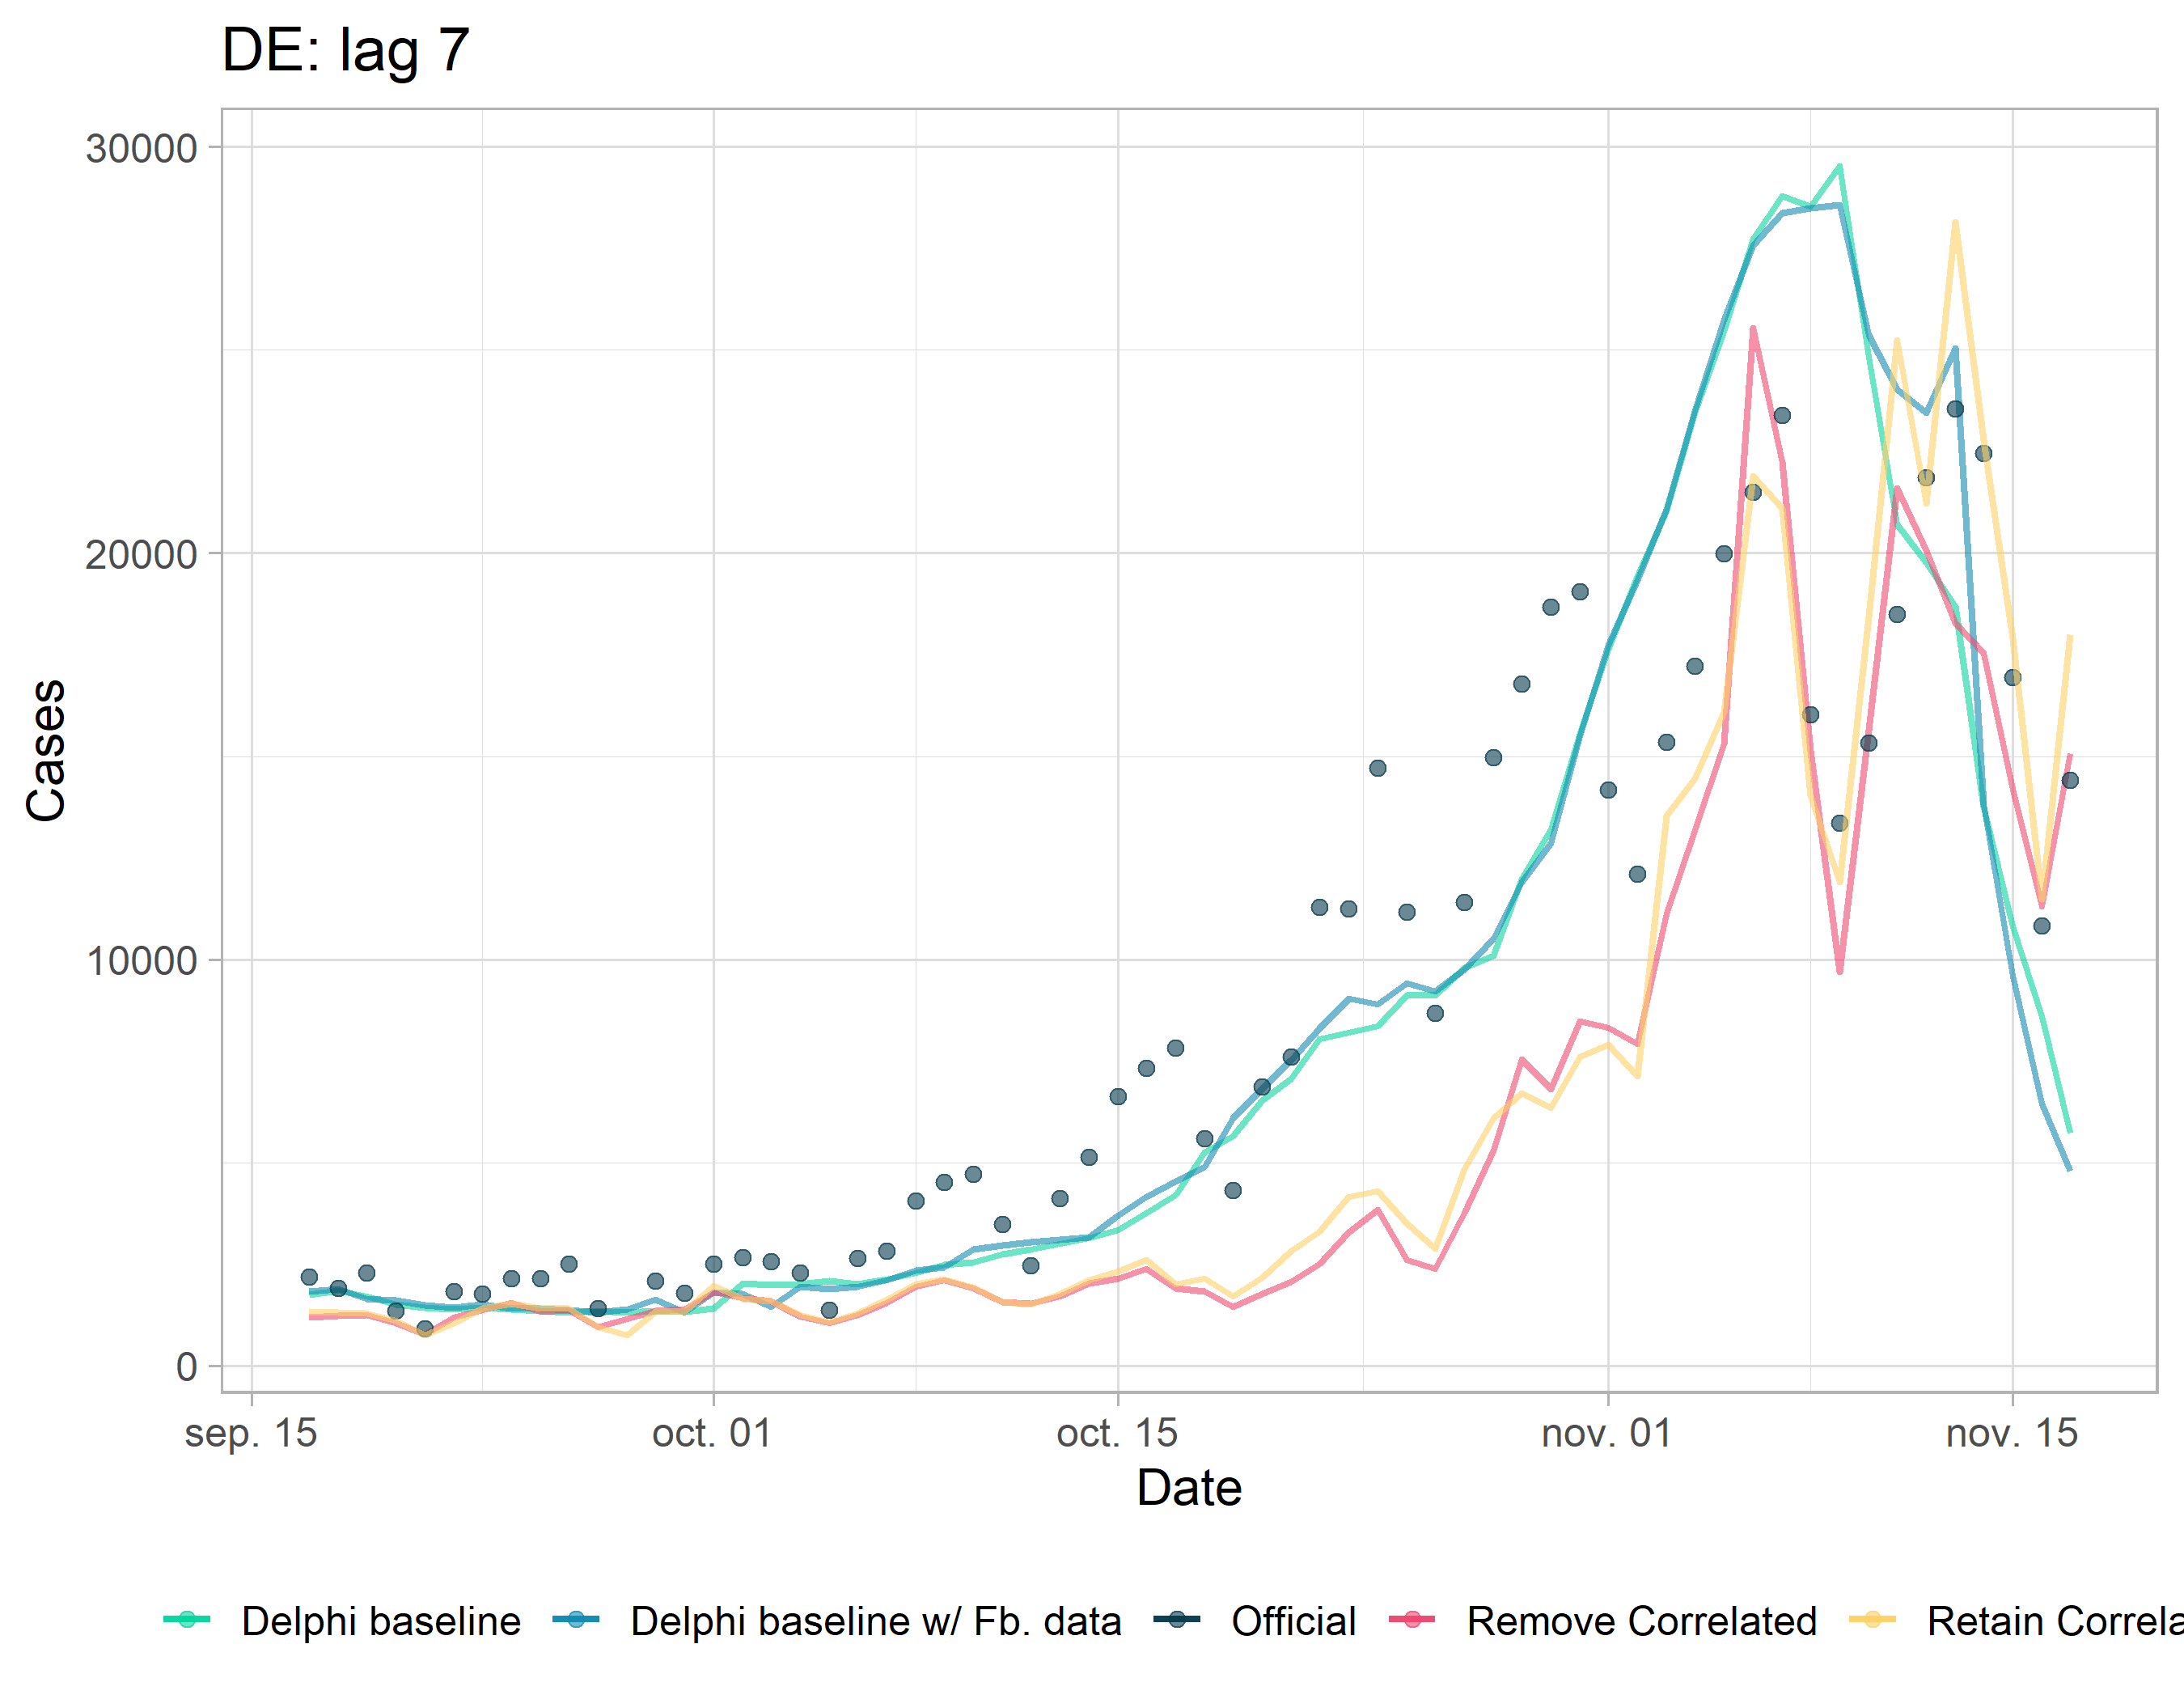 DE: lag 7
30000
20000
10000
0
Cases
sep. 15 oct. 01 oct. 15 nov. 01 nov. 15
Date
Delphi baseline Delphi baseline w/ Fb. data Official Remove Correlated Retain Correla